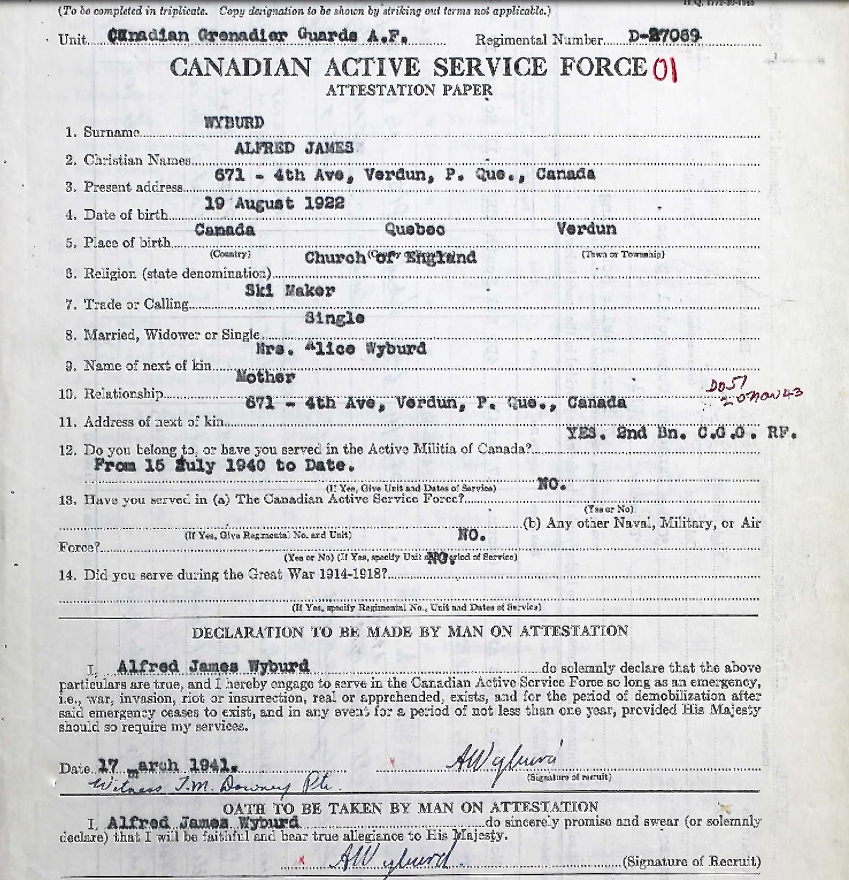 (To be completed in triplicate. Copy designation to be shown by striking out terms not applicable.)
Unit Canadian Grenadier Guards A.F. Regimental Number D-27069
CANADIAN ACTIVE SERVICE FORCE 01
ATTESTATION PAPER
WYBURD
1. Surname
ALFRED JAMES
2. Christian Names
671 - 4th Ave, Verdun, P. Que., Canada
3. Present address
19 August 1922
4. Date of birth
Canada Quebec Verdun
5. Place of birth
(Country) (Town or Township)
Church of England
6. Religion (state denomination)
Ski Maker
7. Trade or Calling
Single
8. Married, Widower or Single
Mrs. Alice Wyburd
9. Name of next of kin
Mother
10. Relationship
DO51
20 NOV 43
671 - 4th Ave, Verdun, P. Que., Canada
11. Address of next of kin
YES. 2nd Bn. C.G.G. RF.
12. Do you belong to, or have you served in the Active Militia of Canada?
From 15 July 1940 to Date.
(If Yes, Give Unit and Dates of Service) NO.
13. Have you served in (a) The Canadian Active Service Force?
(Yes or No)
(b) Any other Naval, Military, or Air
(If Yes, Give Regimental No. and Unit) NO.
Force?
(Yes or No) (If Yes, specify Unit and Period of Service)
NO.
14. Did you serve during the Great War 1914-1918?
(If Yes, specify Regimental No., Unit and Dates of Service)
DECLARATION TO BE MADE BY MAN ON ATTESTATION
I, Alfred James Wyburd do solemnly declare that the above
particulars are true, and I hereby engage to serve in the Canadian Active Service Force so long as an emergency,
i.e., war, invasion, riot or insurrection, real or apprehended, exists, and for the period of demobilization after
said emergency ceases to exist, and in any event for a period of not less than one year, provided His Majesty
should so require my services.
Date 17 march 1941. x AWyburd
(Signature of recruit)
Witness T.M. Downey Pte.
OATH TO BE TAKEN BY MAN ON ATTESTATION
I, Alfred James Wyburd do sincerely promise and swear (or solemnly
declare) that I will be faithful and bear true allegiance to His Majesty.
x AWyburd (Signature of Recruit)